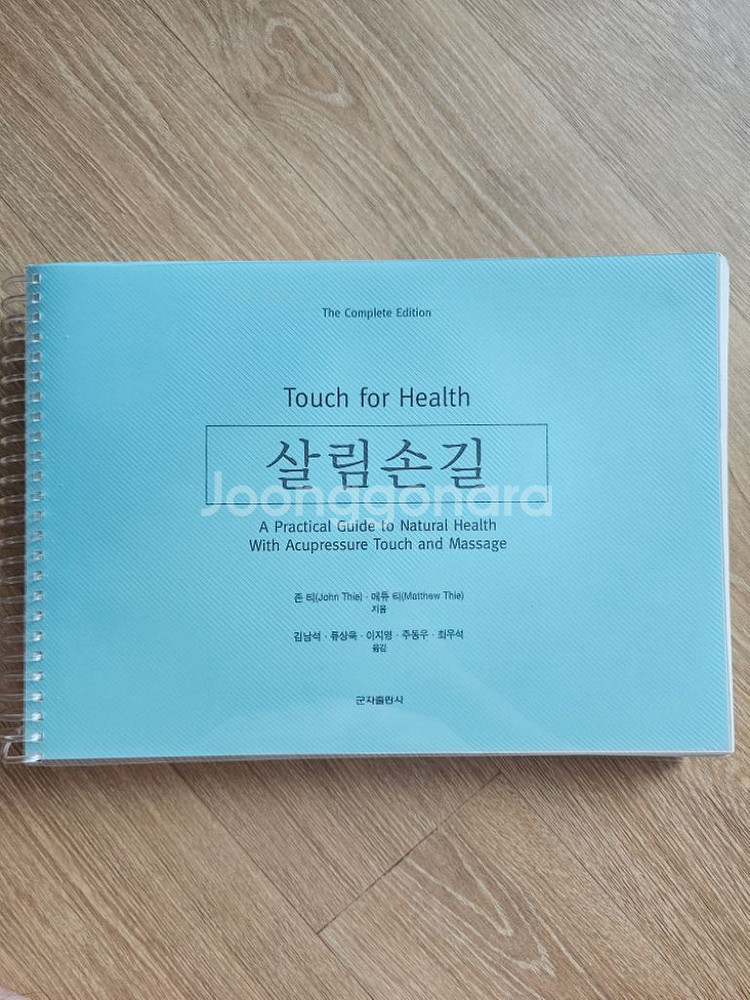 The Complete Edition
Touch for Health
살림손길
Joonggonara
A Practical Guide to Natural Health
With Acupressure Touch and Massage
존 티(John Thie) · 매튜 티(Matthew Thie)
지음
김남석 · 류상욱 · 이지영 · 주동우 · 최우석
옮김
군자출판사